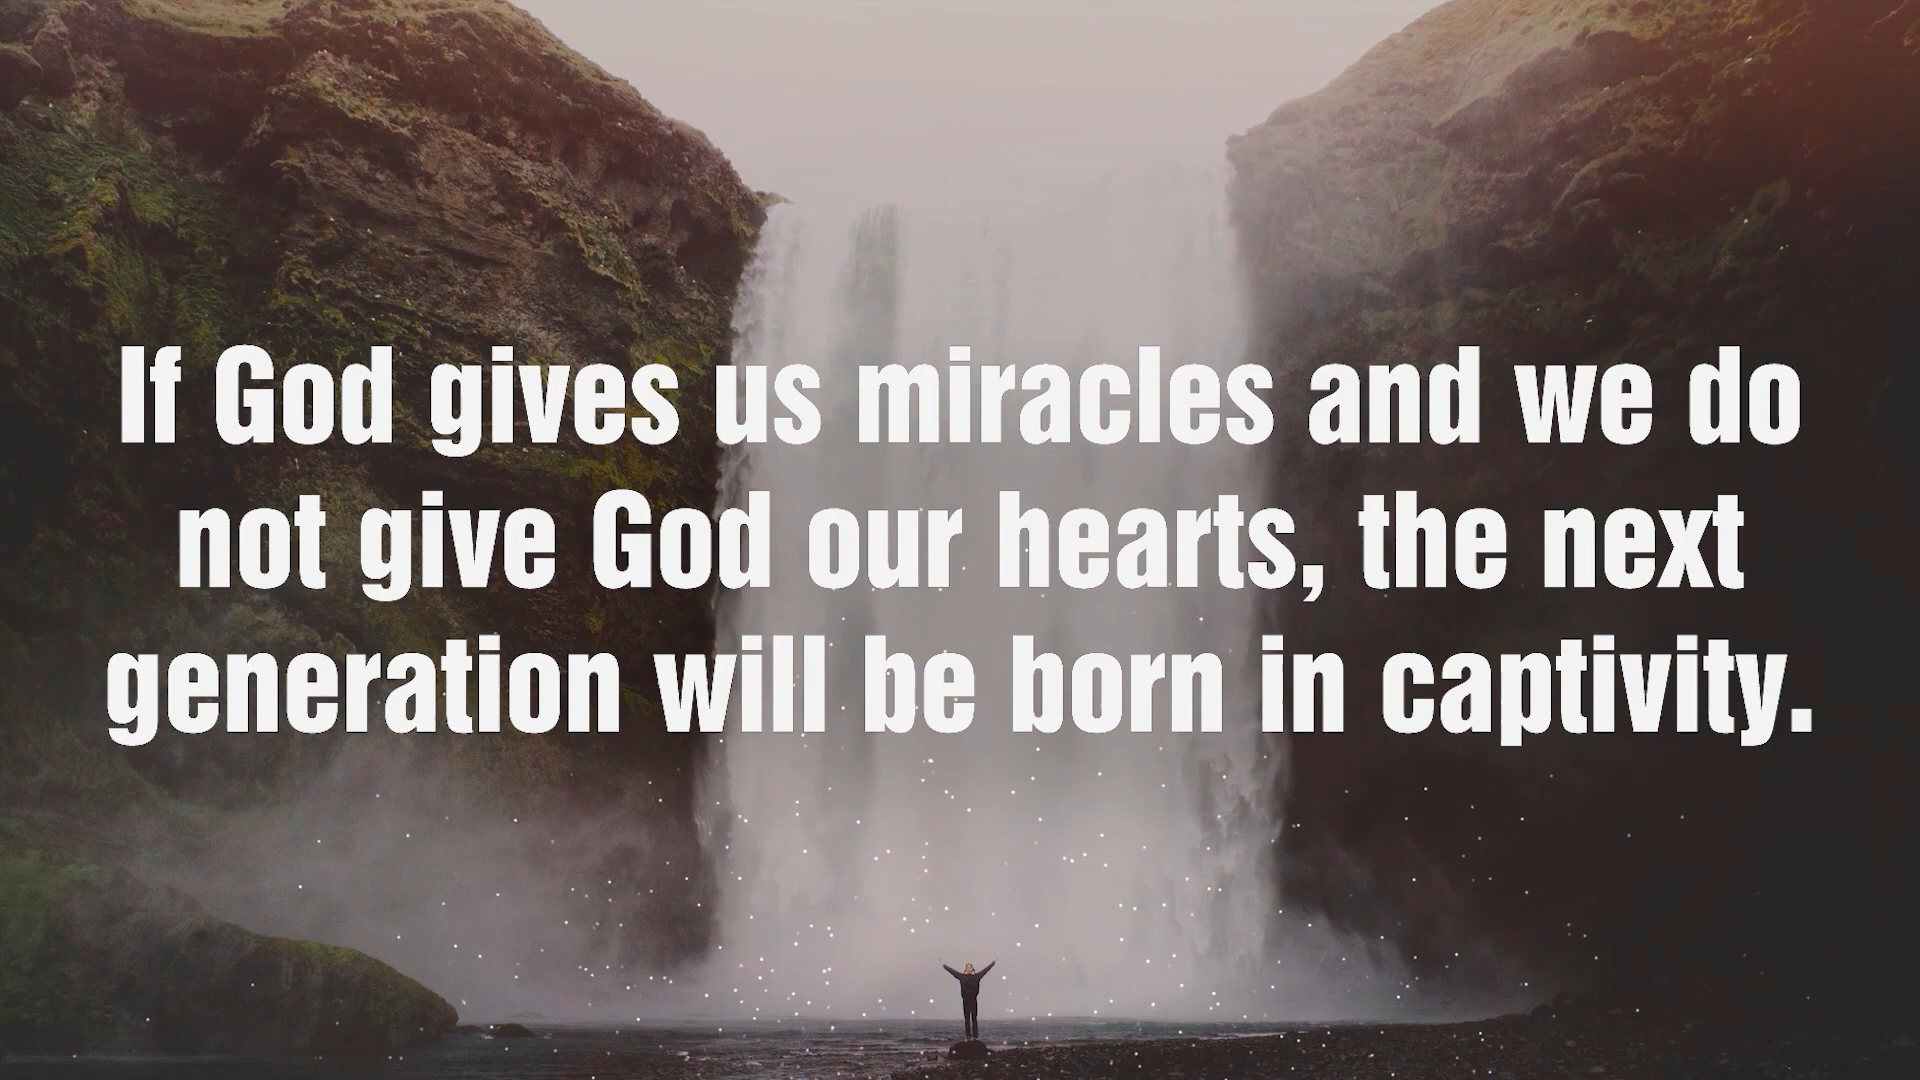 If God gives us miracles and we do
not give God our hearts, the next
generation will be born in captivity.